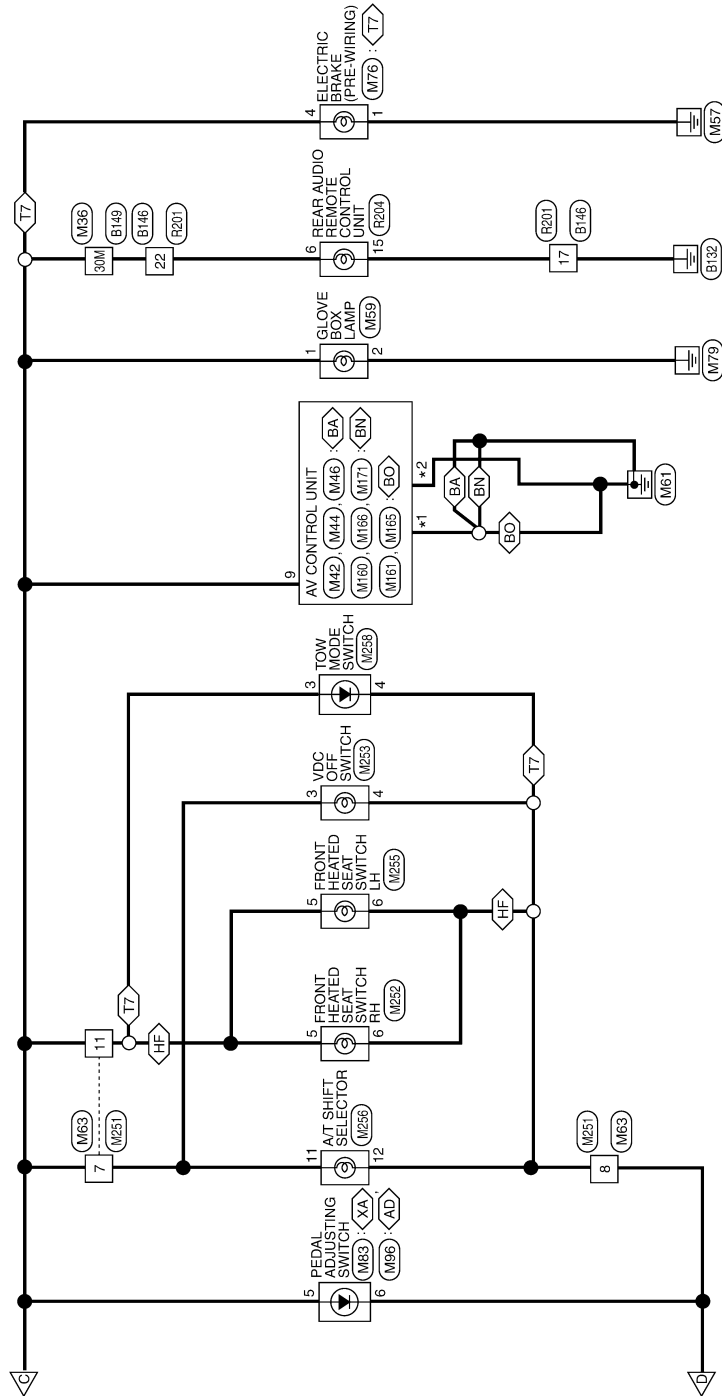 C
D
PEDAL
ADJUSTING
SWITCH
M83 : XA ,
M96 : AD
5
6
M63
7
M251
A/T SHIFT
SELECTOR
M256
11
12
M251
8
M63
11
T7
HF
FRONT
HEATED
SEAT
SWITCH
RH
M252
5
6
FRONT
HEATED
SEAT
SWITCH
LH
M255
5
6
HF
VDC
OFF
SWITCH
M253
3
4
TOW
MODE
SWITCH
M258
3
4
T7
9
AV CONTROL UNIT
M42 , M44 , M46 : BA
M160 , M166 , M171 : BN
M161 , M165 : BO
*1
*2
BA
BN
BO
M61
GLOVE
BOX
LAMP
M59
1
2
M79
T7
M36
30M
B149
B146
22
R201
REAR AUDIO
REMOTE
CONTROL
UNIT
R204
6
15
R201
17
B146
B132
ELECTRIC
BRAKE
(PRE-WIRING)
M76 : T7
4
1
M57